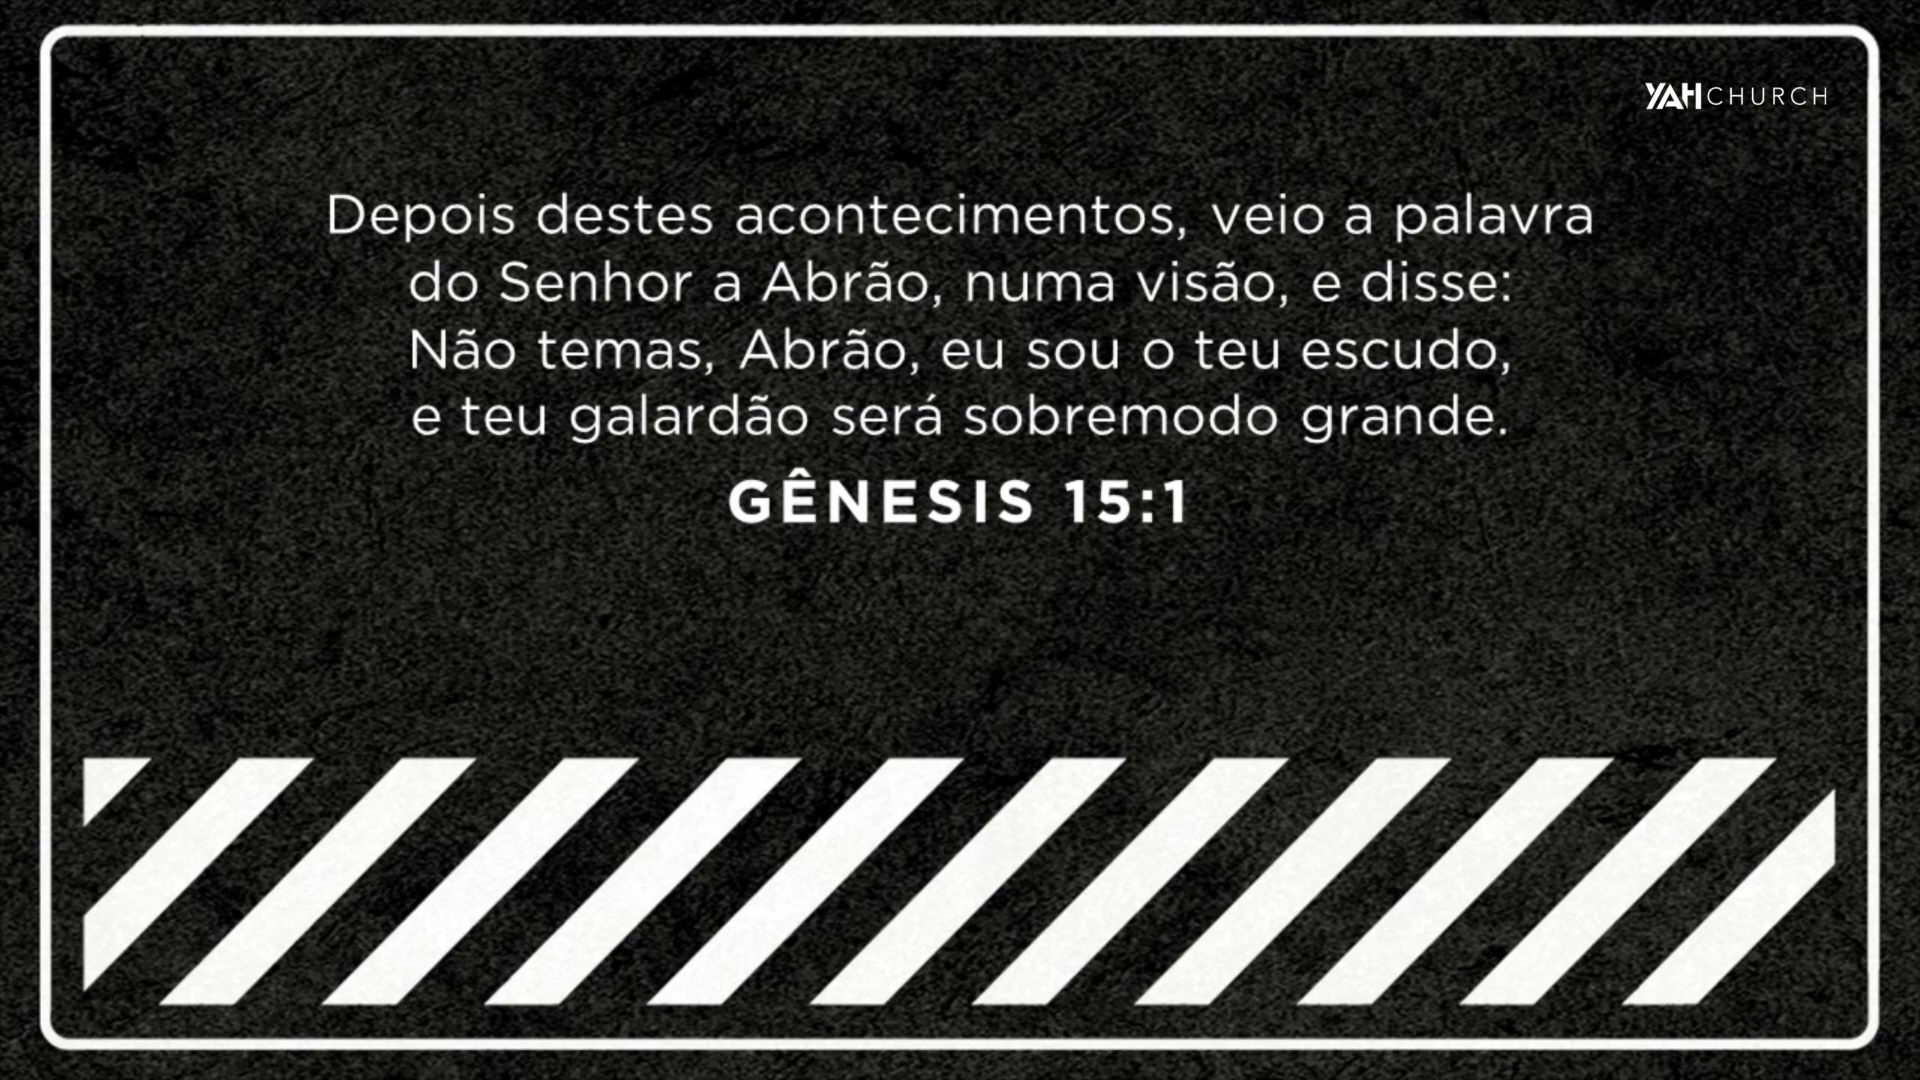 YAH CHURCH
Depois destes acontecimentos, veio a palavra
do Senhor a Abrão, numa visão, e disse:
Não temas, Abrão, eu sou o teu escudo,
e teu galardão será sobremodo grande.
GÊNESIS 15:1